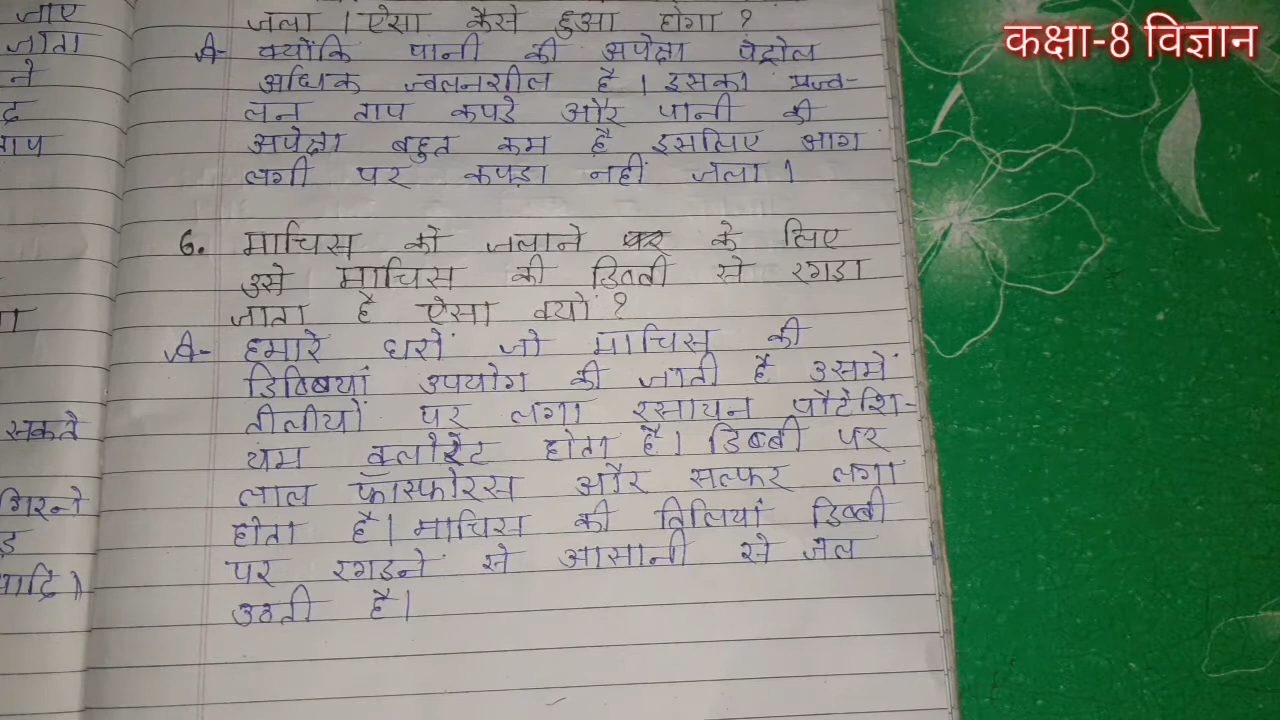 जाए
जाता
ने
द्र
ताप
सकते
गिरने
आदि)
जला । ऐसा कैसे हुआ होगा ?
A- क्योंकि पानी की अपेक्षा पेट्रोल
अधिक ज्वलनशील है । इसका प्रज्व-
लन ताप कपडे और पानी की
अपेक्षा बहुत कम है इसलिए आग
लगी पर कपड़ा नहीं जला ।
6. माचिस को जलाने के लिए
उसे माचिस की डिब्बी से रगडा
जाता है ऐसा क्यों ?
A- हमारे घरों जो माचिस की
डिब्बियां उपयोग की जाती है उसमें
तीलीयों पर लगा रसायन पौटेशि-
यम क्लोरेट होता है। डिब्बी पर
लाल फॉस्फोरस और सल्फर लगा
होता है। माचिस की तिलियां डिब्बी
पर रगडनें से आसानी से जल
उठती है।
कक्षा-8 विज्ञान